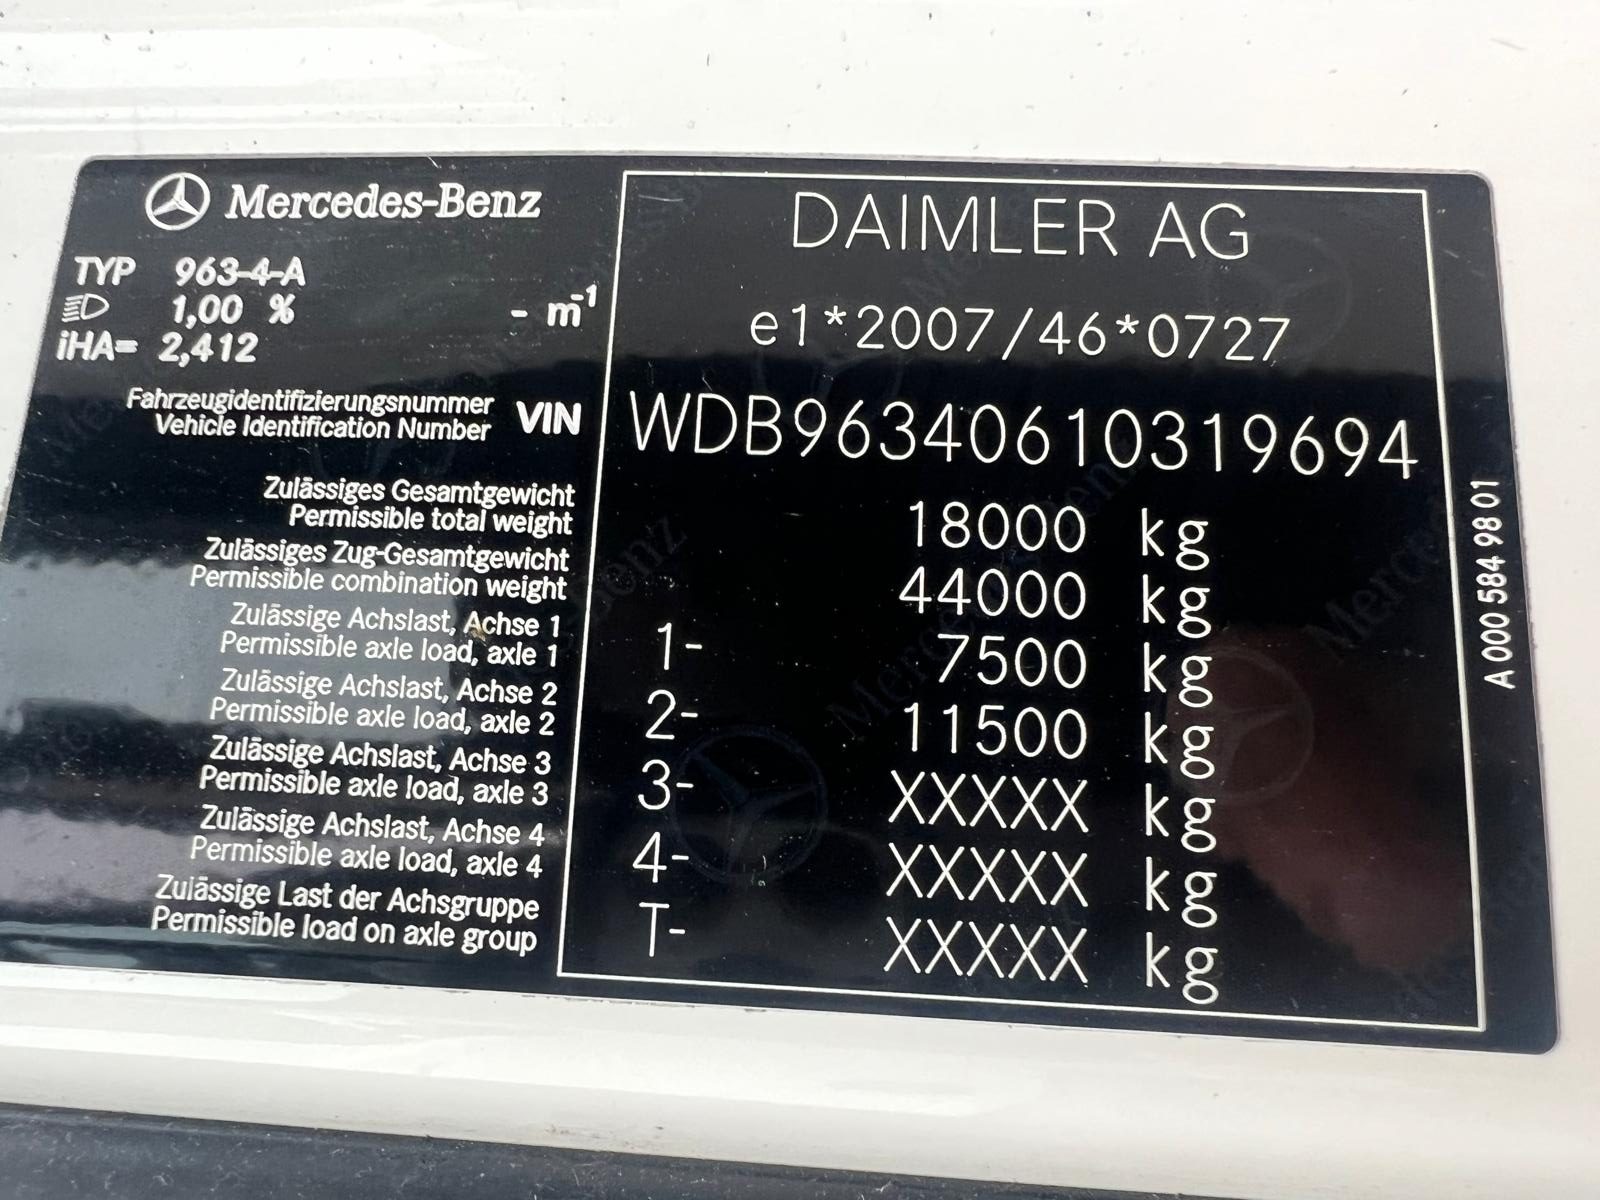 Mercedes-Benz
TYP 963-4-A
1,00 % - m-1
iHA= 2,412
DAIMLER AG
e1*2007/46*0727
Fahrzeugidentifizierungsnummer
Vehicle Identification Number
VIN WDB96340610319694
Zulässiges Gesamtgewicht
Permissible total weight
18000 kg
Zulässiges Zug-Gesamtgewicht
Permissible combination weight
44000 kg
Zulässige Achslast, Achse 1
Permissible axle load, axle 1
1- 7500 kg
Zulässige Achslast, Achse 2
Permissible axle load, axle 2
2- 11500 kg
Zulässige Achslast, Achse 3
Permissible axle load, axle 3
3- XXXXX kg
Zulässige Achslast, Achse 4
Permissible axle load, axle 4
4- XXXXX kg
Zulässige Last der Achsgruppe
Permissible load on axle group
T- XXXXX kg
A 000 584 98 01